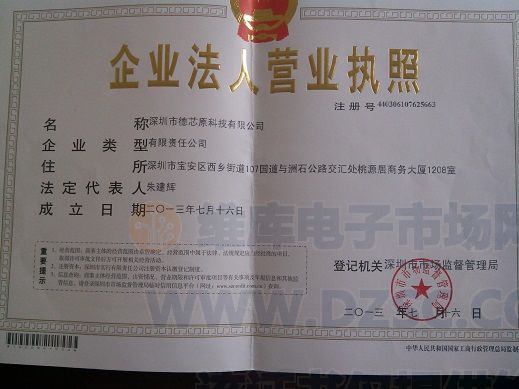 企业法人营业执照
注册号 440306107625663
名称 深圳市德芯原科技有限公司
企业类型 有限责任公司
住所 深圳市宝安区西乡街道107国道与洲石公路交汇处桃源居商务大厦1208室
法定代表人 朱建辉
成立日期 二〇一三年七月十六日
重要提示
登记机关 深圳市市场监督管理局
二〇一三年七月十六日
维库电子市场网
中华人民共和国国家工商行政管理总局监制